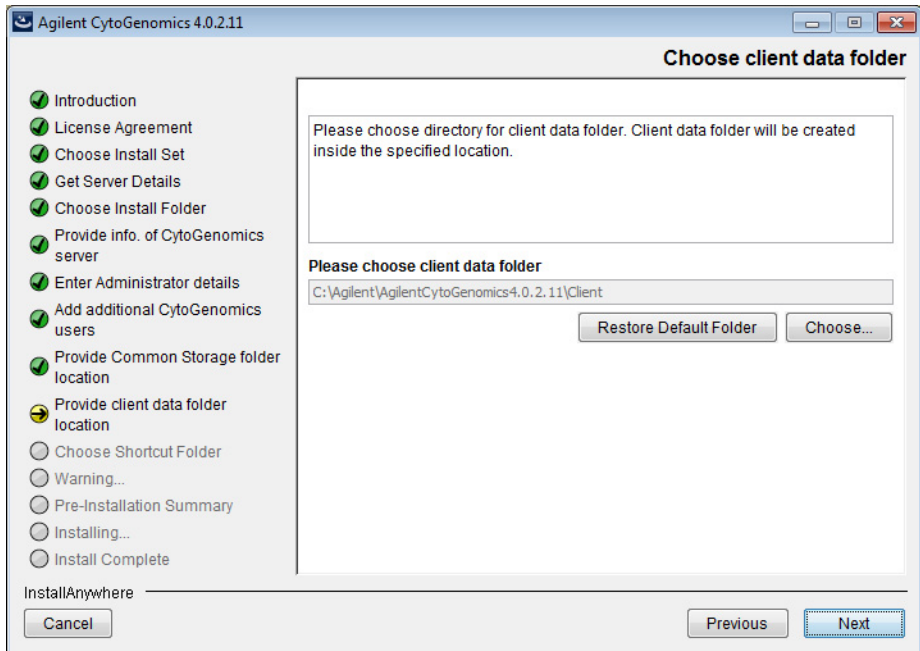 Agilent CytoGenomics 4.0.2.11
Choose client data folder
Introduction
License Agreement
Choose Install Set
Get Server Details
Choose Install Folder
Provide info. of CytoGenomics
server
Enter Administrator details
Add additional CytoGenomics
users
Provide Common Storage folder
location
Provide client data folder
location
Choose Shortcut Folder
Warning...
Pre-Installation Summary
Installing...
Install Complete
Please choose directory for client data folder. Client data folder will be created
inside the specified location.
Please choose client data folder
C:\Agilent\AgilentCytoGenomics4.0.2.11\Client
Restore Default Folder
Choose...
InstallAnywhere
Cancel
Previous
Next